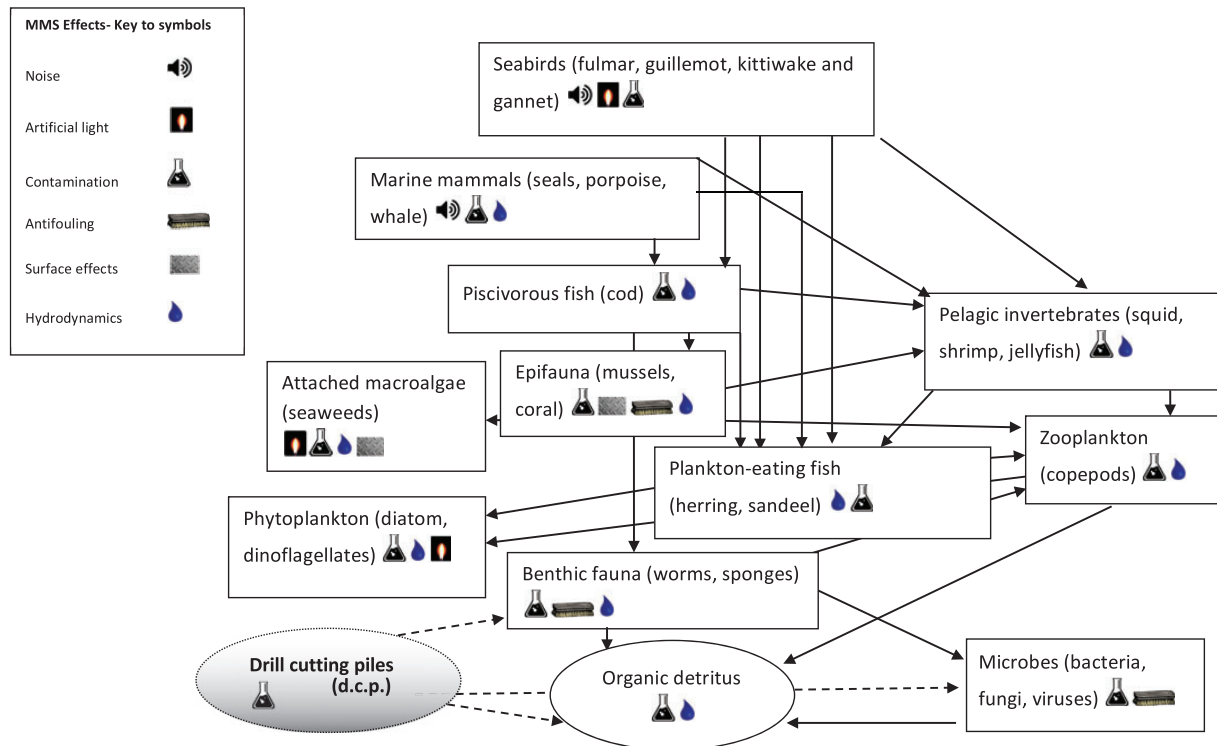 MMS Effects- Key to symbols
Noise
Artificial light
Contamination
Antifouling
Surface effects
Hydrodynamics
Seabirds (fulmar, guillemot, kittiwake and
gannet)
Marine mammals (seals, porpoise,
whale)
Piscivorous fish (cod)
Pelagic invertebrates (squid,
shrimp, jellyfish)
Epifauna (mussels,
coral)
Attached macroalgae
(seaweeds)
Zooplankton
(copepods)
Plankton-eating fish
(herring, sandeel)
Phytoplankton (diatom,
dinoflagellates)
Benthic fauna (worms, sponges)
Drill cutting piles
(d.c.p.)
Organic detritus
Microbes (bacteria,
fungi, viruses)